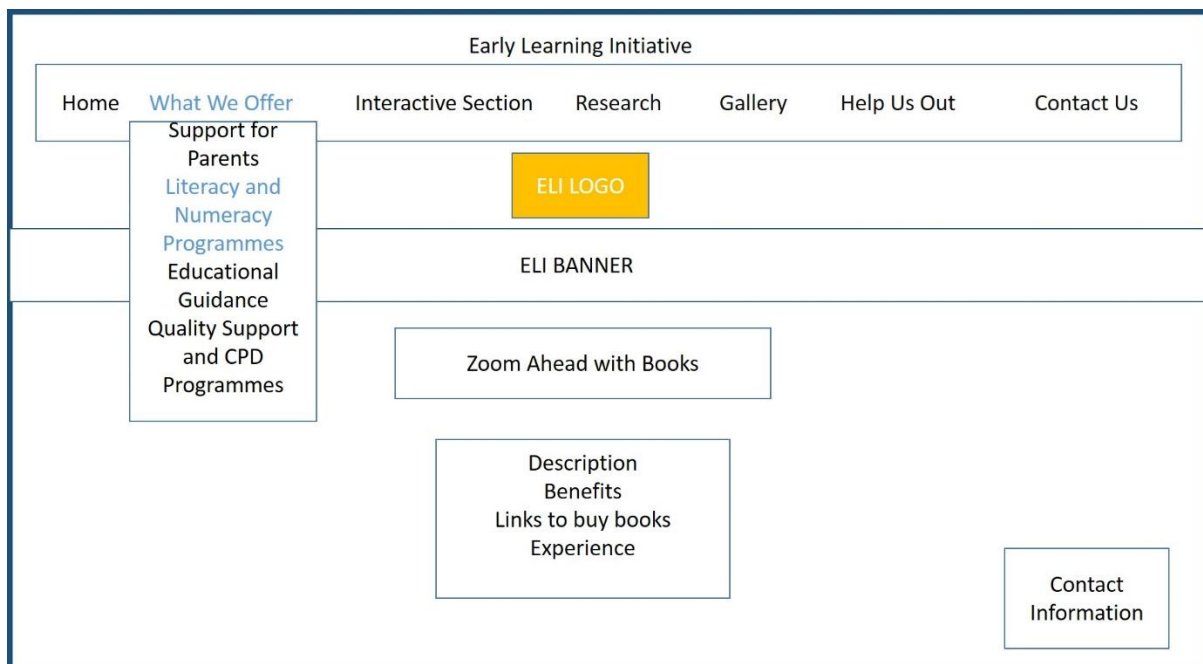 Early Learning Initiative
Home What We Offer Interactive Section Research Gallery Help Us Out Contact Us
Support for
Parents
Literacy and
Numeracy
Programmes
Educational
Guidance
Quality Support
and CPD
Programmes
ELI LOGO
ELI BANNER
Zoom Ahead with Books
Description
Benefits
Links to buy books
Experience
Contact
Information